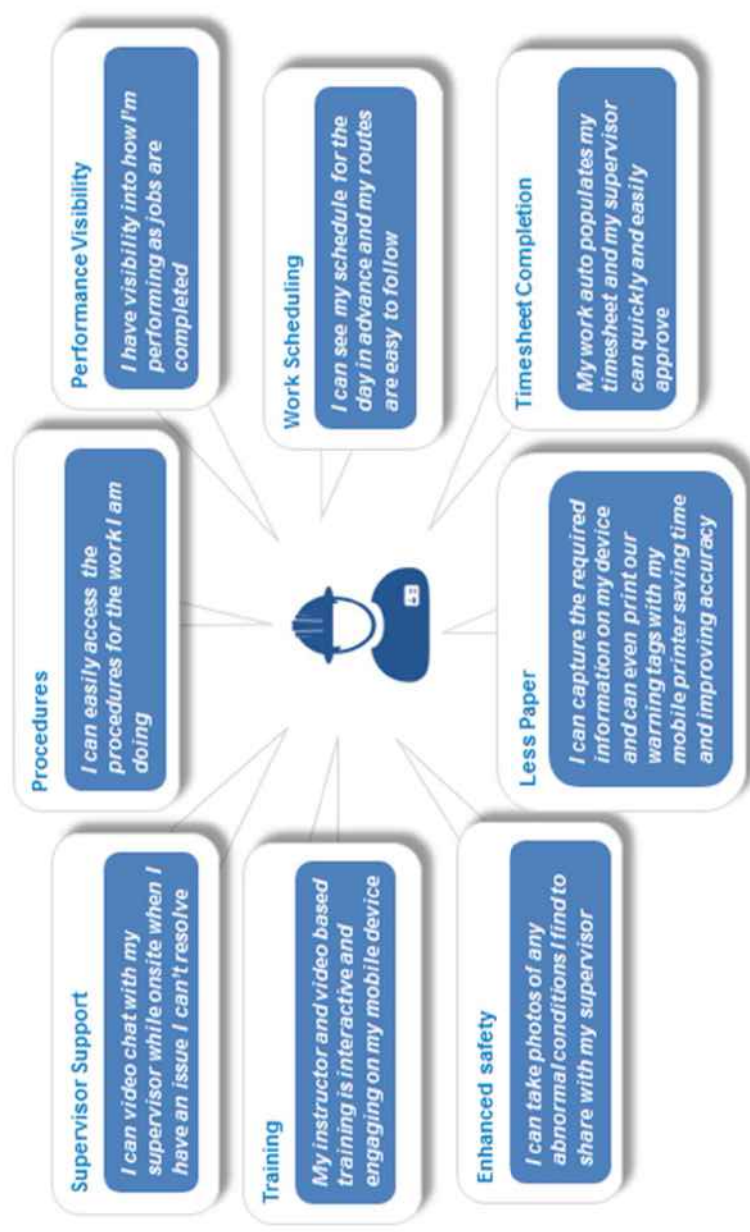 Supervisor Support
I can video chat with my
supervisor while onsite when I
have an issue I can't resolve
Procedures
I can easily access the
procedures for the work I am
doing
Performance Visibility
I have visibility into how I'm
performing as jobs are
completed
Training
My instructor and video based
training is interactive and
engaging on my mobile device
Work Scheduling
I can see my schedule for the
day in advance and my routes
are easy to follow
Enhanced safety
I can take photos of any
abnormal conditions I find to
share with my supervisor
Less Paper
I can capture the required
information on my device
and can even print our
warning tags with my
mobile printer saving time
and improving accuracy
Timesheet Completion
My work auto populates my
timesheet and my supervisor
can quickly and easily
approve